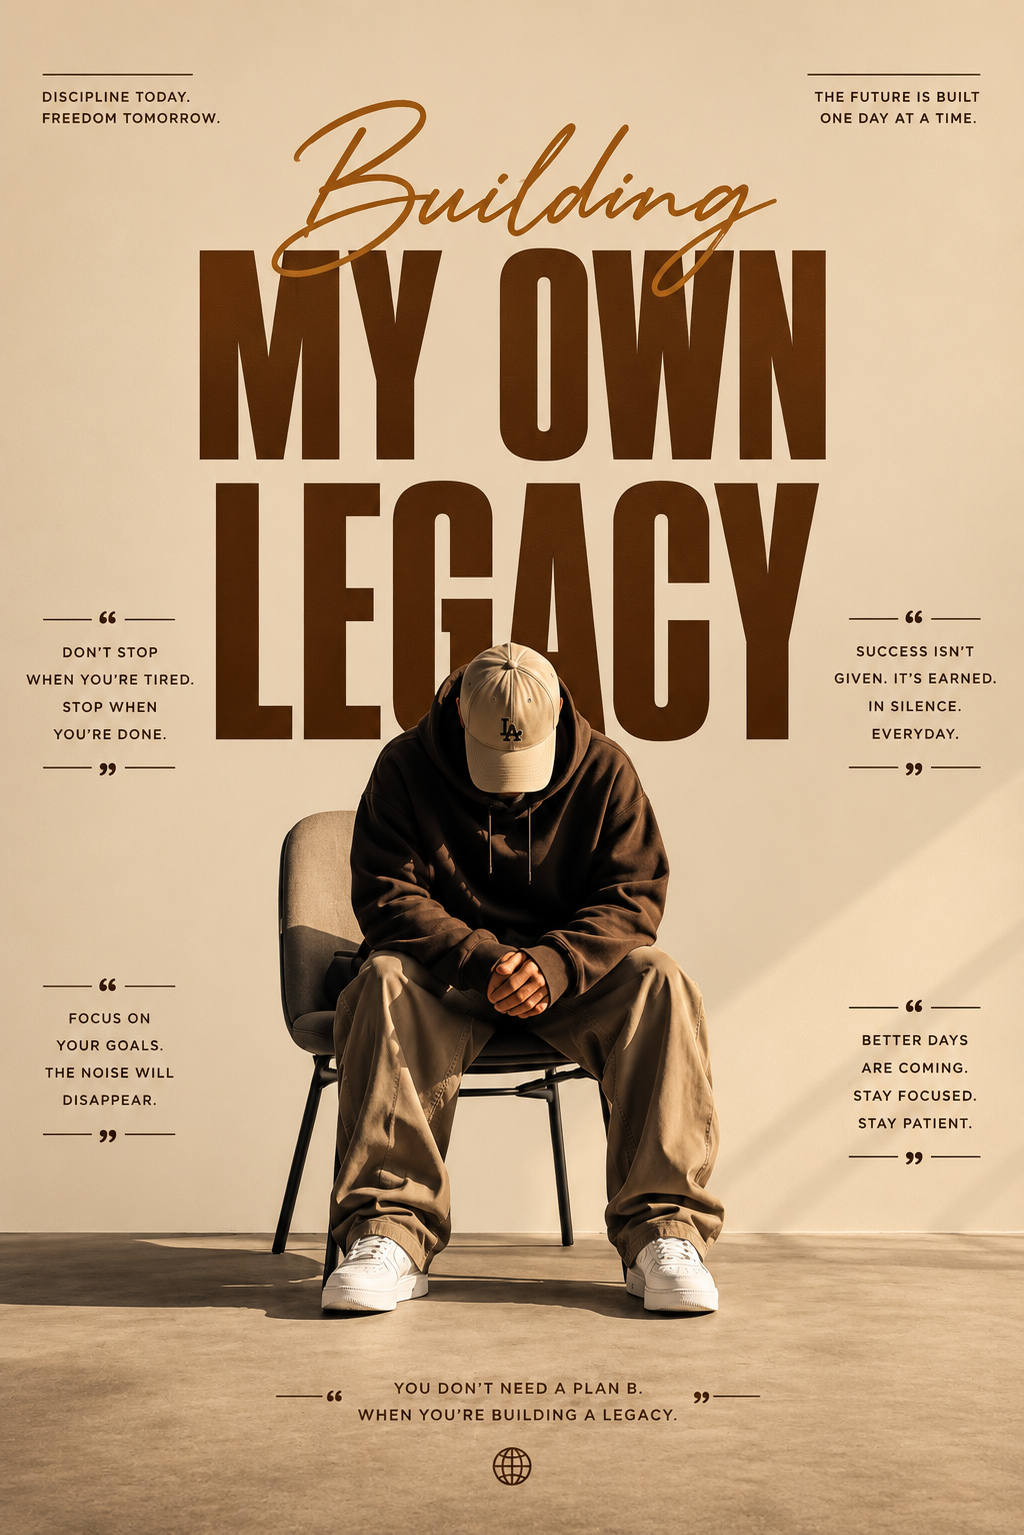 DISCIPLINE TODAY.
FREEDOM TOMORROW.
THE FUTURE IS BUILT
ONE DAY AT A TIME.
Building
MY OWN
LEGACY
“
DON’T STOP
WHEN YOU’RE TIRED.
STOP WHEN
YOU’RE DONE.
”
“
SUCCESS ISN’T
GIVEN. IT’S EARNED.
IN SILENCE.
EVERYDAY.
”
LA
“
FOCUS ON
YOUR GOALS.
THE NOISE WILL
DISAPPEAR.
”
“
BETTER DAYS
ARE COMING.
STAY FOCUSED.
STAY PATIENT.
”
“ YOU DON’T NEED A PLAN B. ”
WHEN YOU’RE BUILDING A LEGACY.